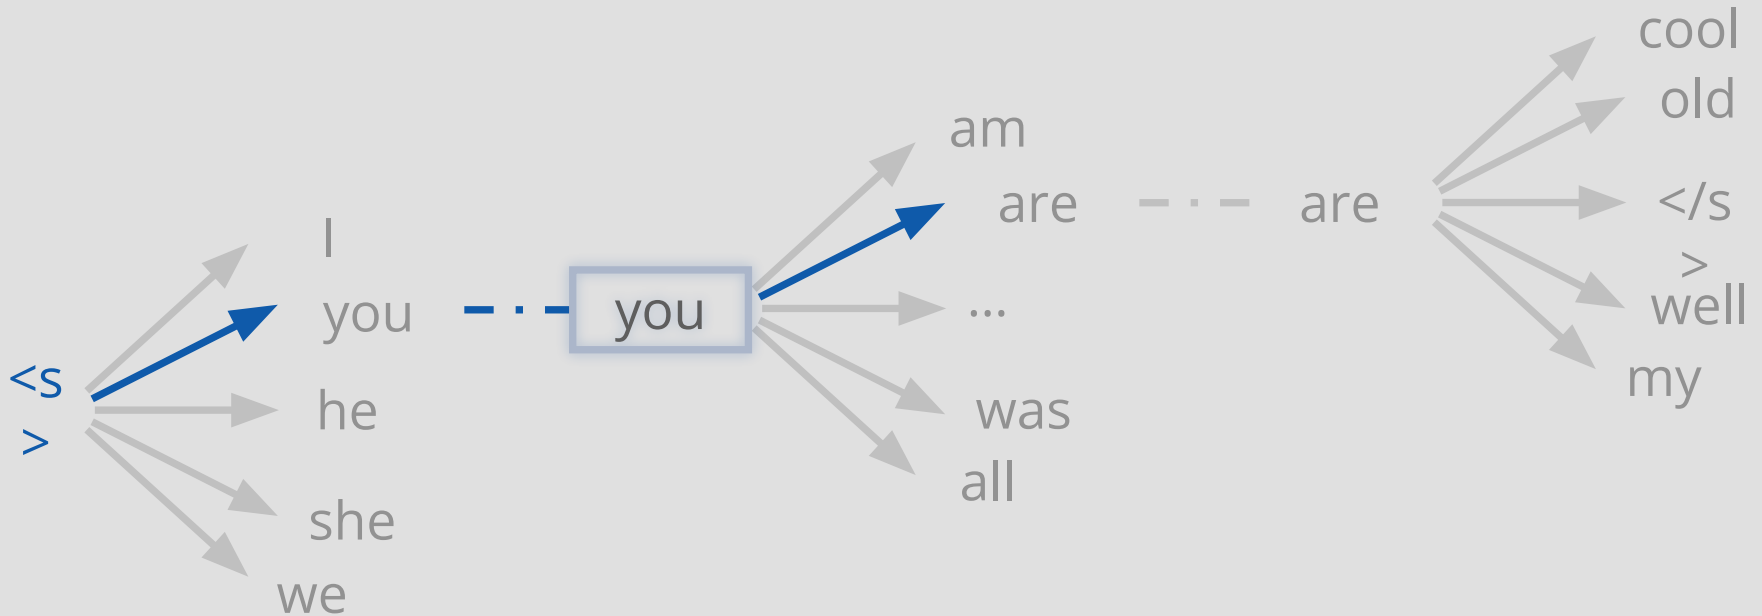 <s
>
I
you
he
she
we
you
am
are
...
was
all
are
cool
old
</s
>
well
my